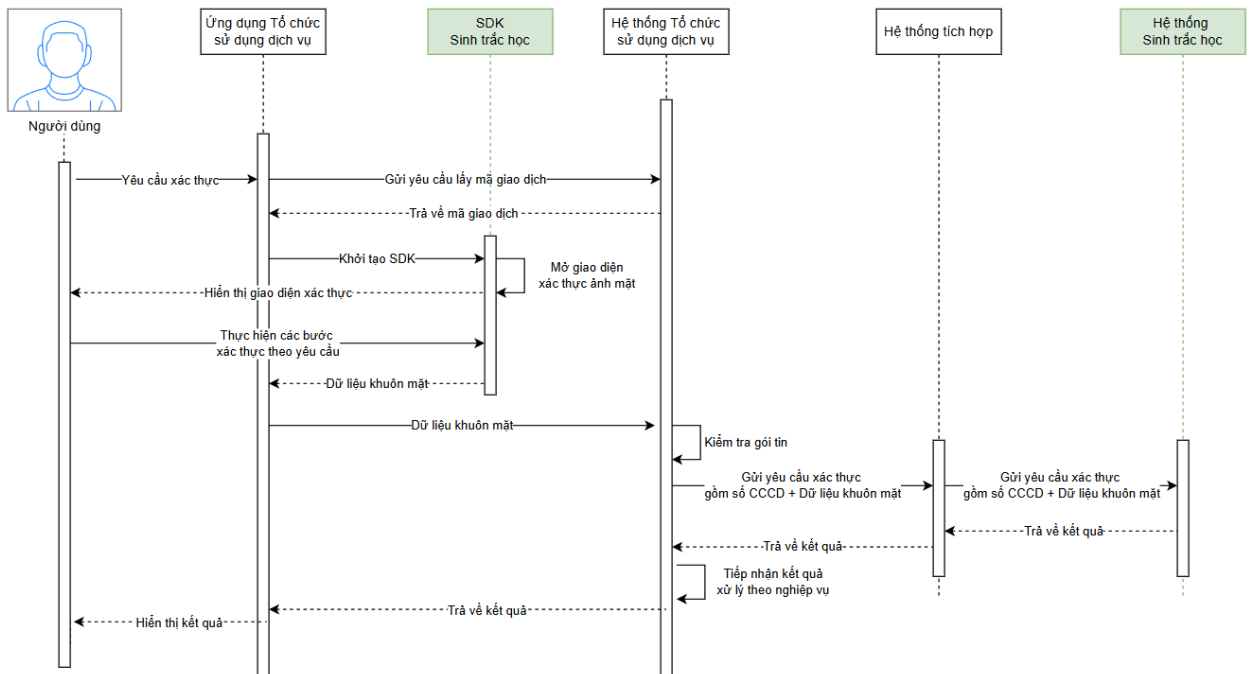 Ứng dụng Tổ chức
sử dụng dịch vụ
SDK
Sinh trắc học
Hệ thống Tổ chức
sử dụng dịch vụ
Hệ thống tích hợp
Hệ thống
Sinh trắc học
Người dùng
Yêu cầu xác thực
Gửi yêu cầu lấy mã giao dịch
Trả về mã giao dịch
Khởi tạo SDK
Mở giao diện
xác thực ảnh mặt
Hiển thị giao diện xác thực
Thực hiện các bước
xác thực theo yêu cầu
Dữ liệu khuôn mặt
Dữ liệu khuôn mặt
Kiểm tra gói tin
Gửi yêu cầu xác thực
gồm số CCCD + Dữ liệu khuôn mặt
Gửi yêu cầu xác thực
gồm số CCCD + Dữ liệu khuôn mặt
Trả về kết quả
Trả về kết quả
Tiếp nhận kết quả
xử lý theo nghiệp vụ
Trả về kết quả
Hiển thị kết quả